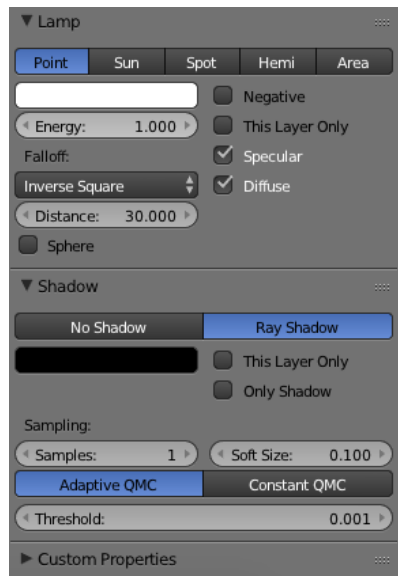 Lamp
Point Sun Spot Hemi Area
Negative
Energy: 1.000 This Layer Only
Falloff: Specular
Inverse Square Diffuse
Distance: 30.000
Sphere
Shadow
No Shadow Ray Shadow
This Layer Only
Only Shadow
Sampling:
Samples: 1 Soft Size: 0.100
Adaptive QMC Constant QMC
Threshold: 0.001
Custom Properties